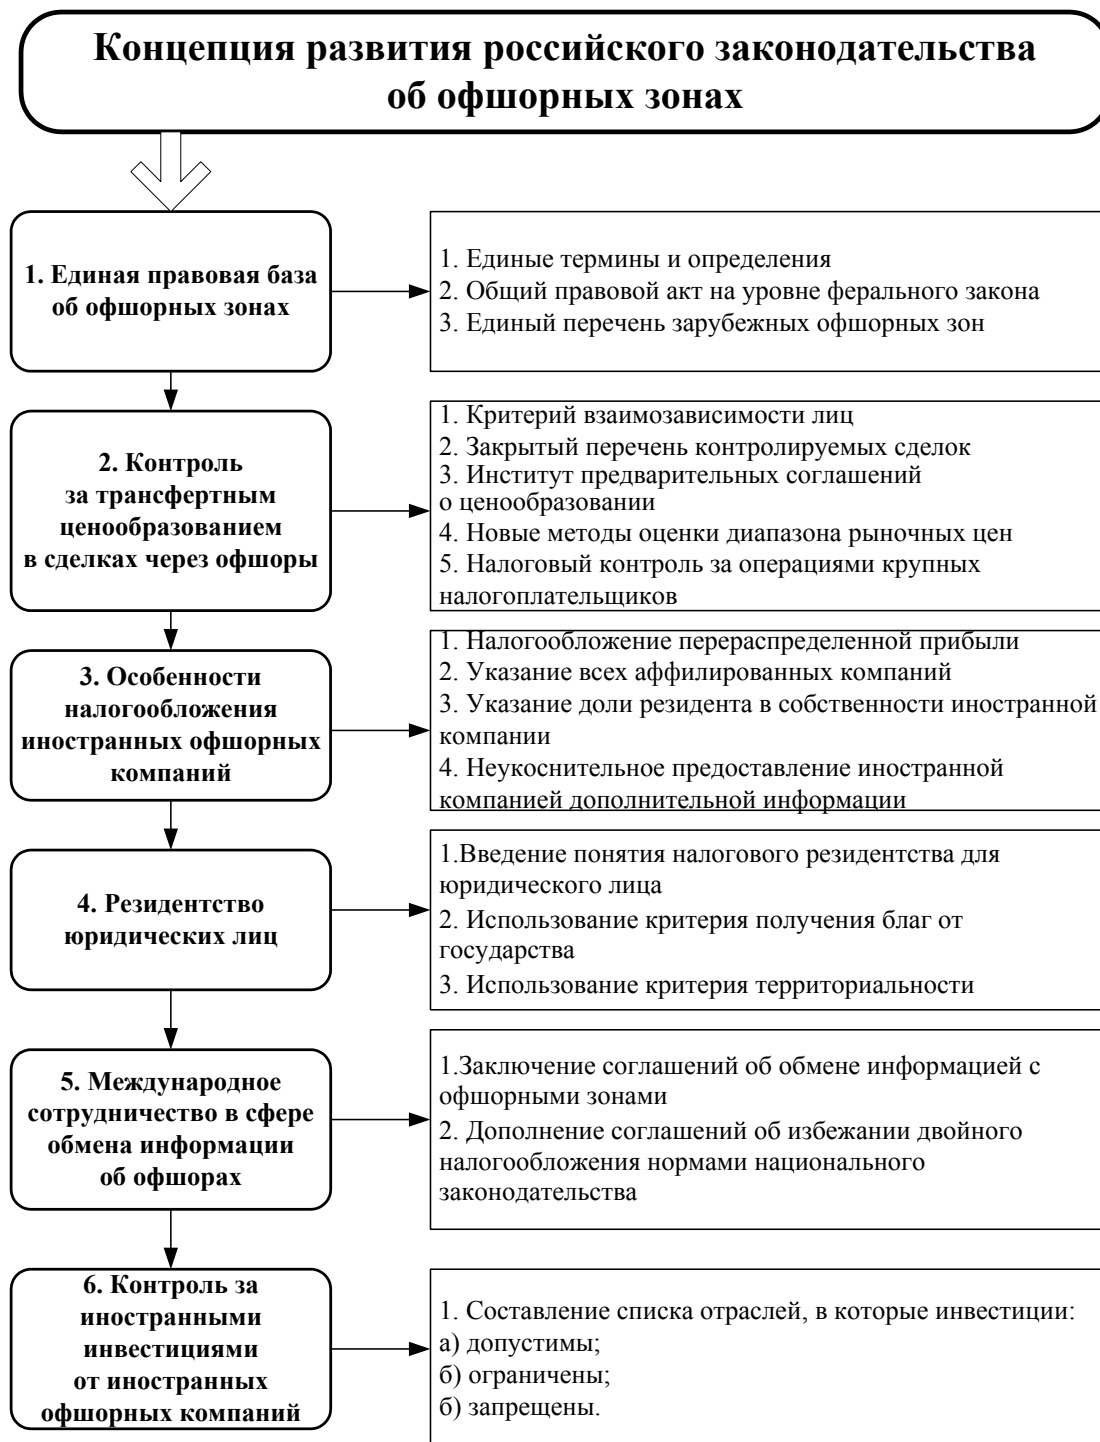 Концепция развития российского законодательства
об офшорных зонах
1. Единая правовая база
об офшорных зонах
1. Единые термины и определения
2. Общий правовой акт на уровне ферального закона
3. Единый перечень зарубежных офшорных зон
2. Контроль
за трансфертным
ценообразованием
в сделках через офшоры
1. Критерий взаимозависимости лиц
2. Закрытый перечень контролируемых сделок
3. Институт предварительных соглашений
о ценообразовании
4. Новые методы оценки диапазона рыночных цен
5. Налоговый контроль за операциями крупных
налогоплательщиков
3. Особенности
налогообложения
иностранных офшорных
компаний
1. Налогообложение перераспределенной прибыли
2. Указание всех аффилированных компаний
3. Указание доли резидента в собственности иностранной
компании
4. Неукоснительное предоставление иностранной
компанией дополнительной информации
4. Резидентство
юридических лиц
1.Введение понятия налогового резидентства для
юридического лица
2. Использование критерия получения благ от
государства
3. Использование критерия территориальности
5. Международное
сотрудничество в сфере
обмена информации
об офшорах
1.Заключение соглашений об обмене информацией с
офшорными зонами
2. Дополнение соглашений об избежании двойного
налогообложения нормами национального
законодательства
6. Контроль за
иностранными
инвестициями
от иностранных
офшорных компаний
1. Составление списка отраслей, в которые инвестиции:
а) допустимы;
б) ограничены;
б) запрещены.